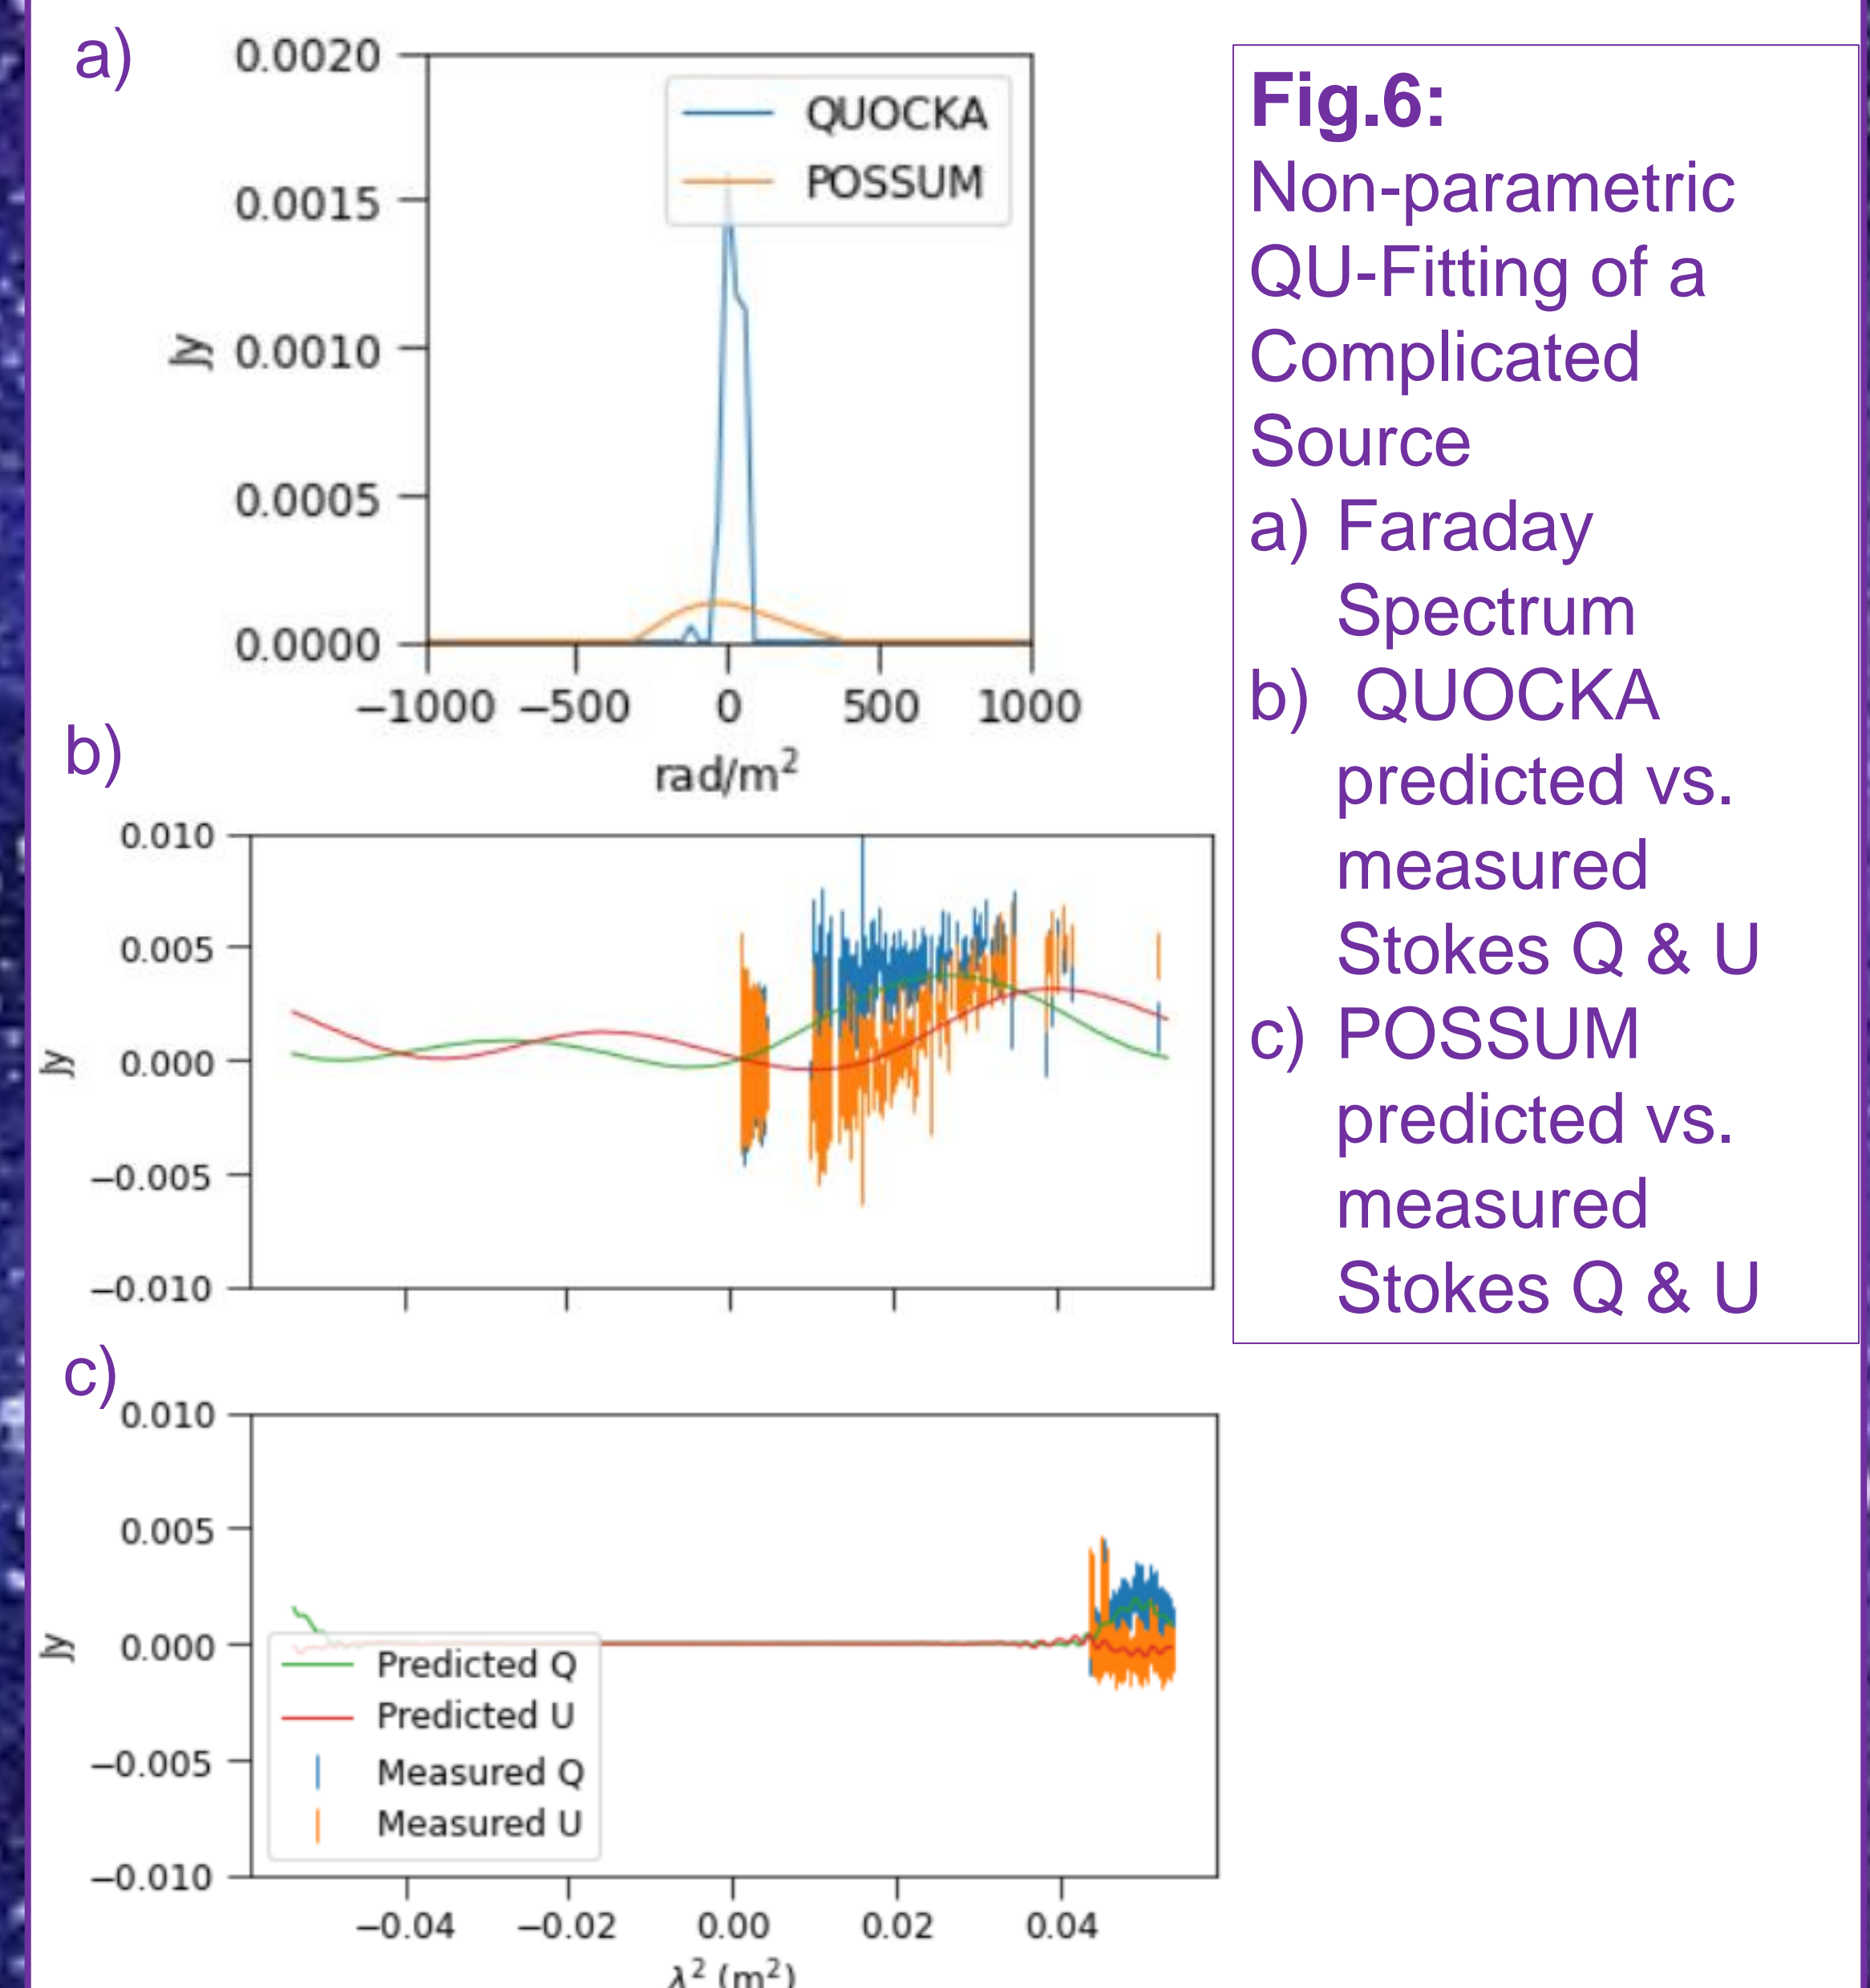 a)
0.0020
0.0015
0.0010
0.0005
0.0000
Jy
QUOCKA
POSSUM
−1000 −500 0 500 1000
rad/m²
b)
0.010
0.005
0.000
−0.005
−0.010
Jy
c)
0.010
0.005
0.000
−0.005
−0.010
Jy
Predicted Q
Predicted U
Measured Q
Measured U
−0.04 −0.02 0.00 0.02 0.04
λ² (m²)
Fig.6:
Non-parametric
QU-Fitting of a
Complicated
Source
a) Faraday
Spectrum
b) QUOCKA
predicted vs.
measured
Stokes Q & U
c) POSSUM
predicted vs.
measured
Stokes Q & U